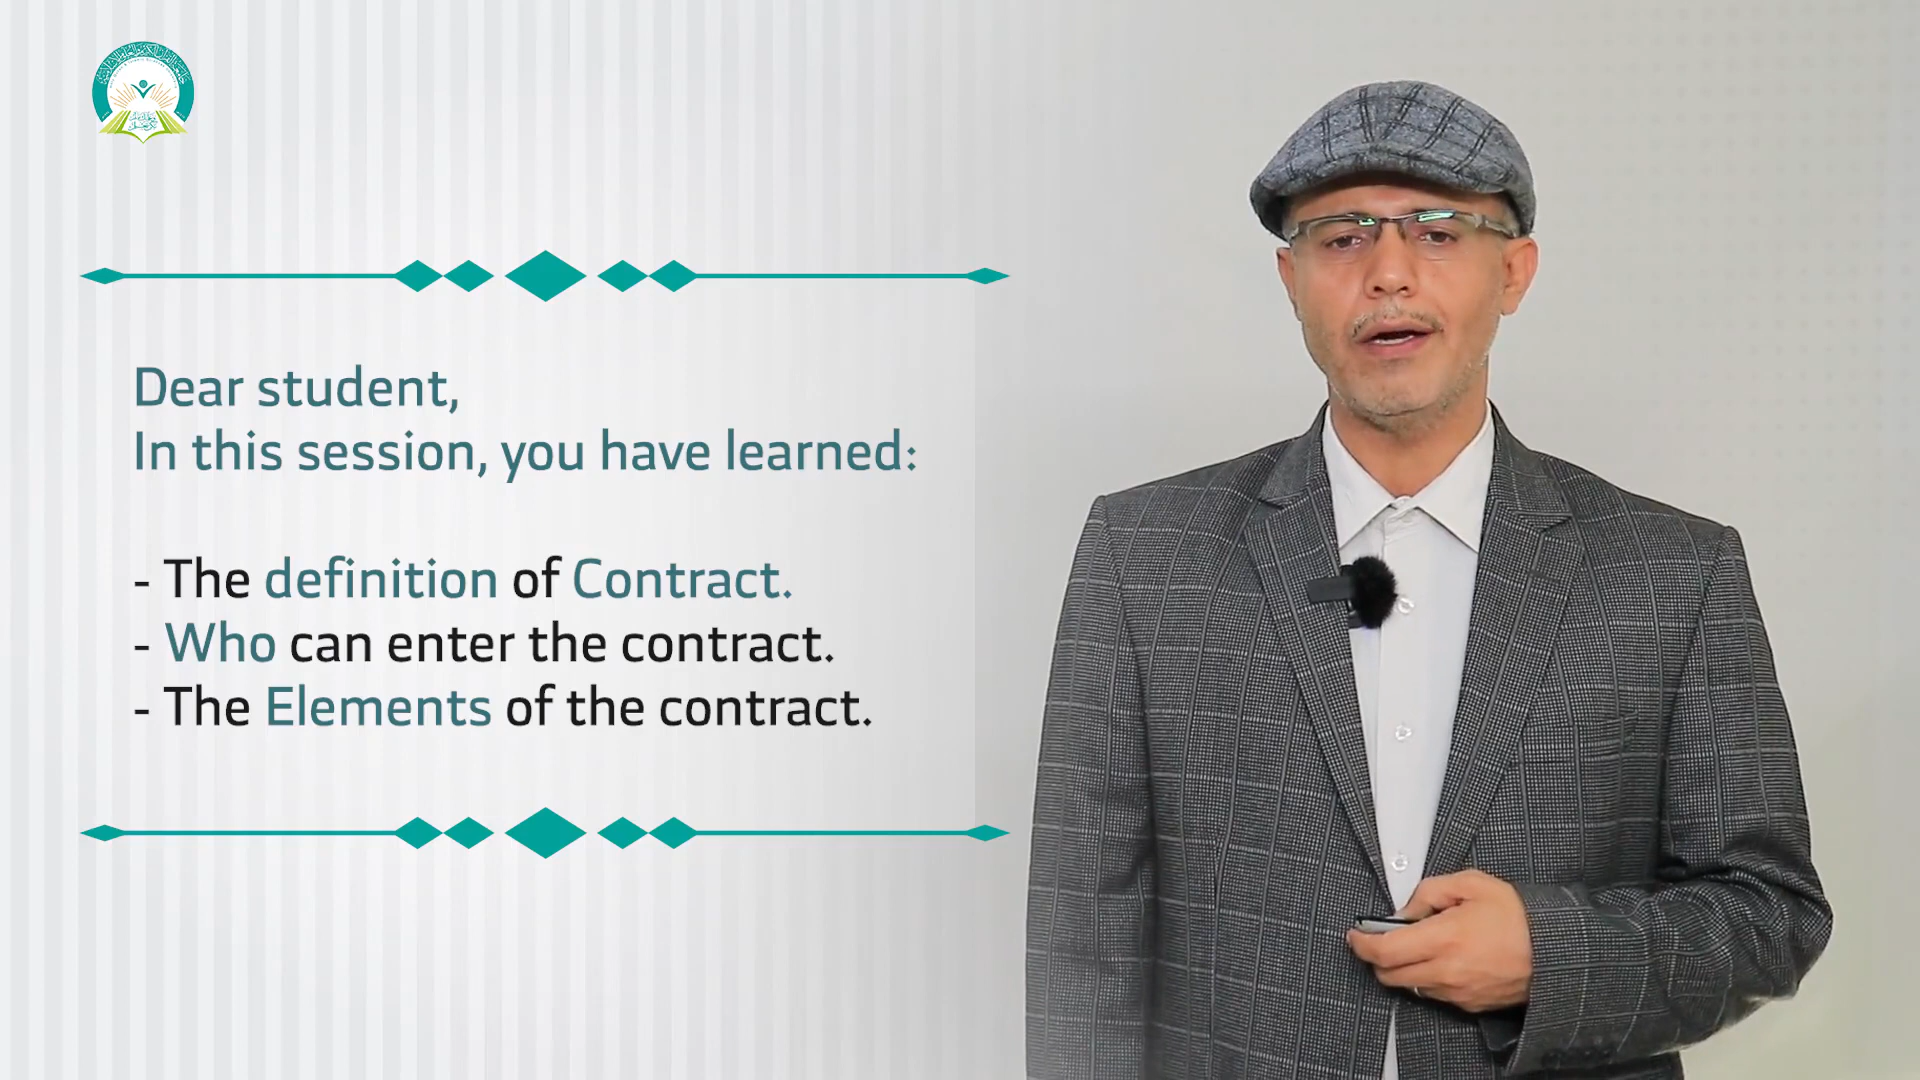 Dear student,
In this session, you have learned:
- The definition of Contract.
- Who can enter the contract.
- The Elements of the contract.